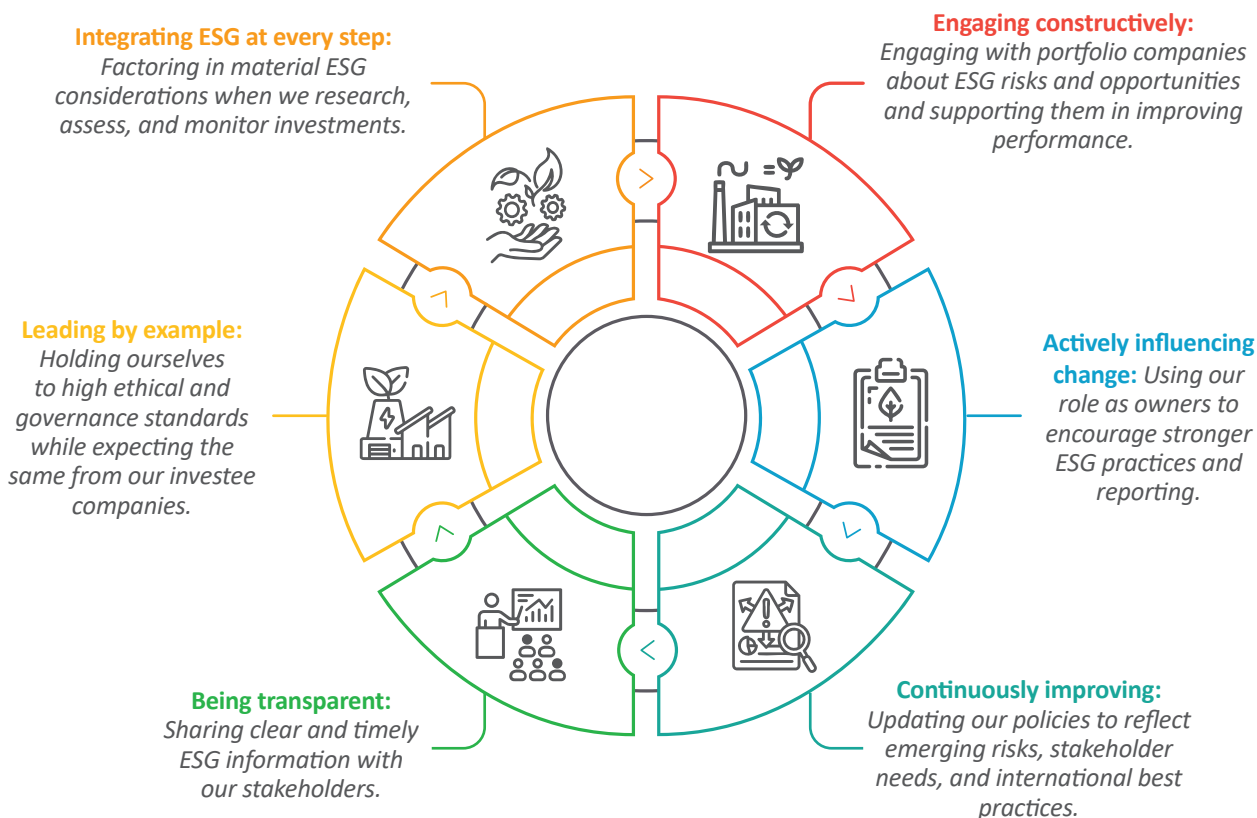 Integrating ESG at every step:
Factoring in material ESG
considerations when we research,
assess, and monitor investments.
Engaging constructively:
Engaging with portfolio companies
about ESG risks and opportunities
and supporting them in improving
performance.
Actively influencing
change: Using our
role as owners to
encourage stronger
ESG practices and
reporting.
Continuously improving:
Updating our policies to reflect
emerging risks, stakeholder
needs, and international best
practices.
Being transparent:
Sharing clear and timely
ESG information with
our stakeholders.
Leading by example:
Holding ourselves
to high ethical and
governance standards
while expecting the
same from our investee
companies.